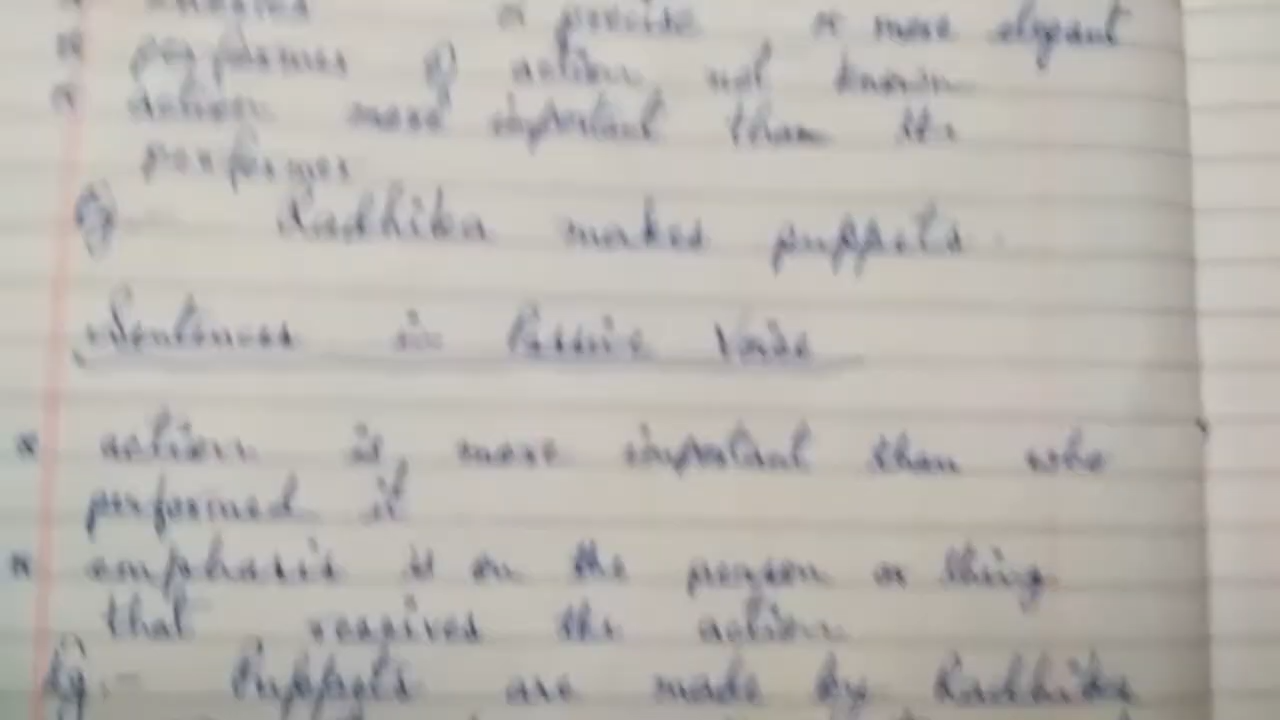 * precise * more elegant
* performer of action not known
* action more important than the
performer
Eg - Radhika makes puppets.
Sentences in Passive Voice
* action is more important than who
performed it
* emphasis is on the person or thing
that receives the action
Eg. - Puppets are made by Radhika